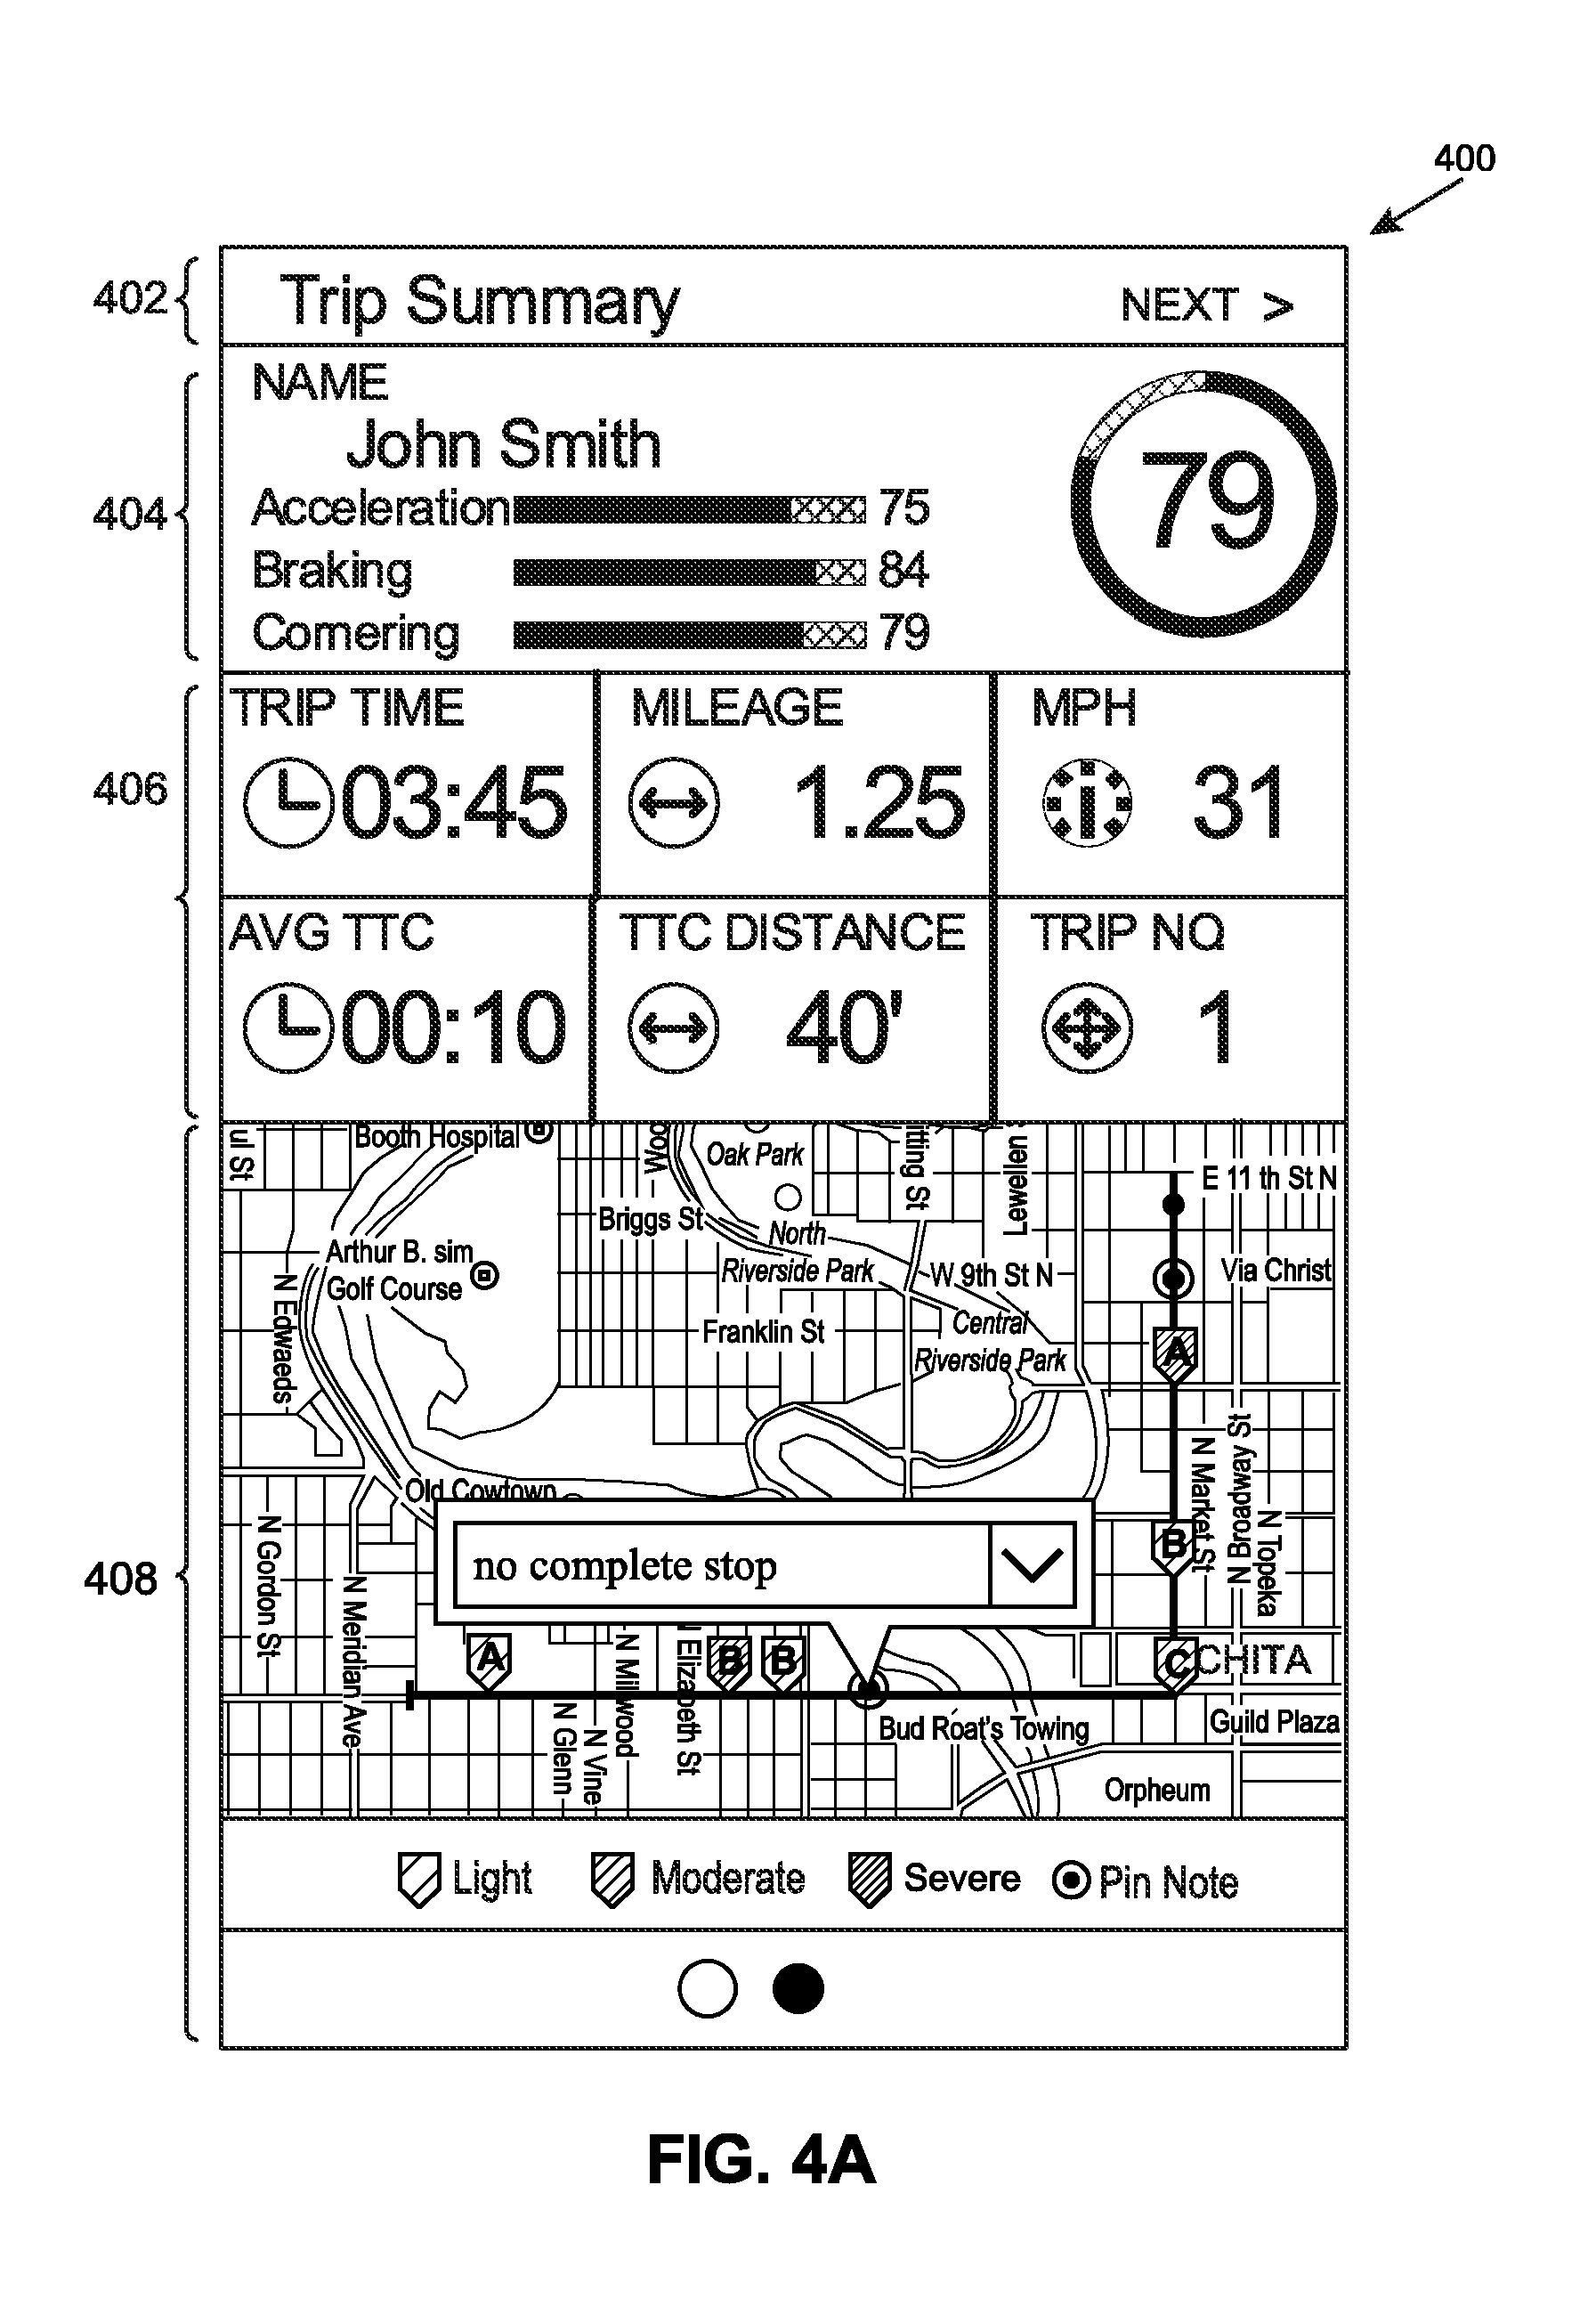 400
402
Trip Summary NEXT >
NAME
John Smith
404
Acceleration 75
Braking 84
Cornering 79
79
TRIP TIME MILEAGE MPH
406
03:45 1.25 31
AVG TTC TTC DISTANCE TRIP NO
00:10 40' 1
408
ul St
Booth Hospital
Woo
Oak Park
itting St
Lewellen
E 11 th St N
Briggs St
North
Riverside Park
W 9th St N
Via Christ
Arthur B. sim
Golf Course
N Edwaeds
Franklin St
Central
Riverside Park
A
N Market St
N Broadway St
N Topeka
Old Cowtown
no complete stop
B
N Gordon St
N Meridian Ave
A
N Glenn
N Vine
N Milwood
N Elizabeth St
B B
C CHITA
Bud Roat's Towing
Guild Plaza
Orpheum
Light Moderate Severe Pin Note
FIG. 4A